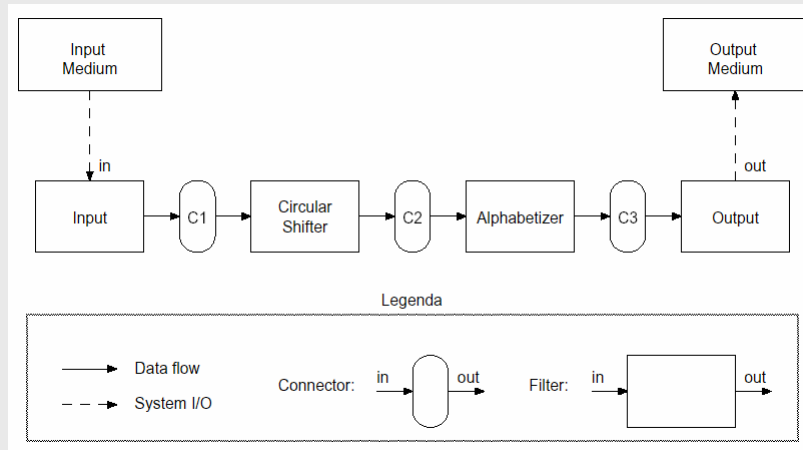 Input
Medium
Output
Medium
in
out
Input
C1
Circular
Shifter
C2
Alphabetizer
C3
Output
Legenda
Data flow
System I/O
Connector:
in
out
Filter:
in
out